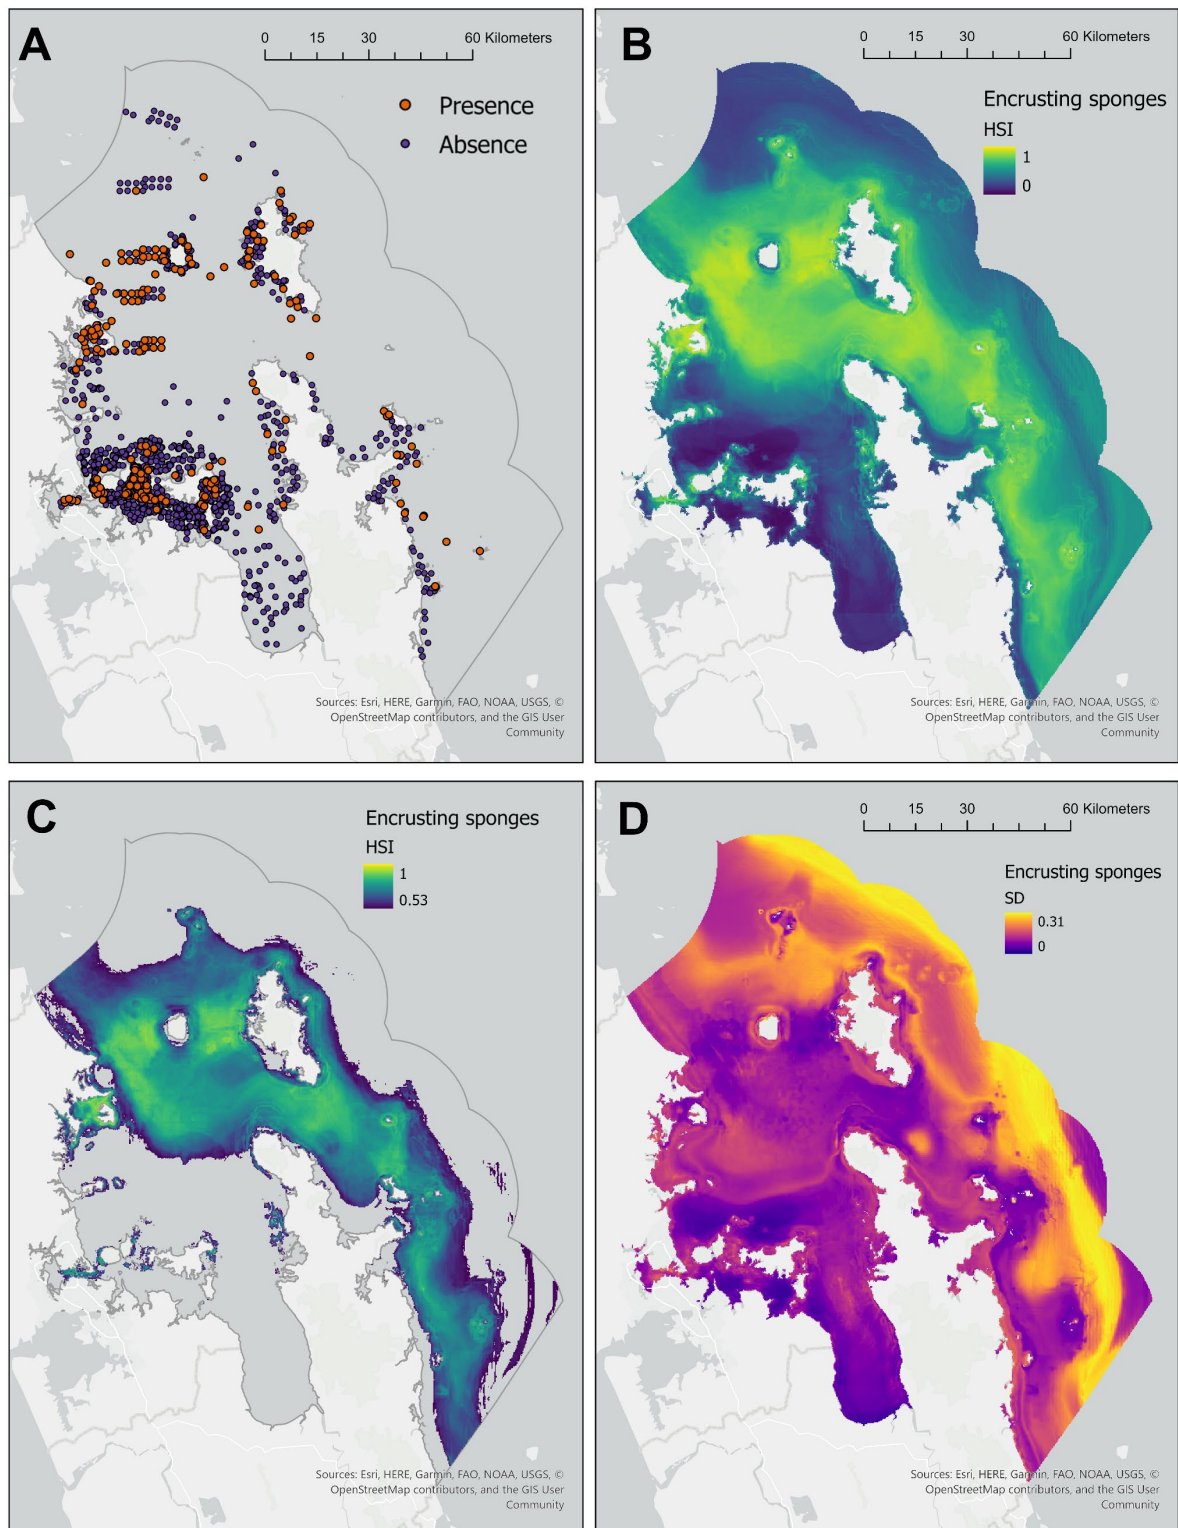 A
0 15 30 60 Kilometers
Presence
Absence
Sources: Esri, HERE, Garmin, FAO, NOAA, USGS, ©
OpenStreetMap contributors, and the GIS User
Community
B
0 15 30 60 Kilometers
Encrusting sponges
HSI
1
0
Sources: Esri, HERE, Garmin, FAO, NOAA, USGS, ©
OpenStreetMap contributors, and the GIS User
Community
C
Encrusting sponges
HSI
1
0.53
Sources: Esri, HERE, Garmin, FAO, NOAA, USGS, ©
OpenStreetMap contributors, and the GIS User
Community
D
0 15 30 60 Kilometers
Encrusting sponges
SD
0.31
0
Sources: Esri, HERE, Garmin, FAO, NOAA, USGS, ©
OpenStreetMap contributors, and the GIS User
Community